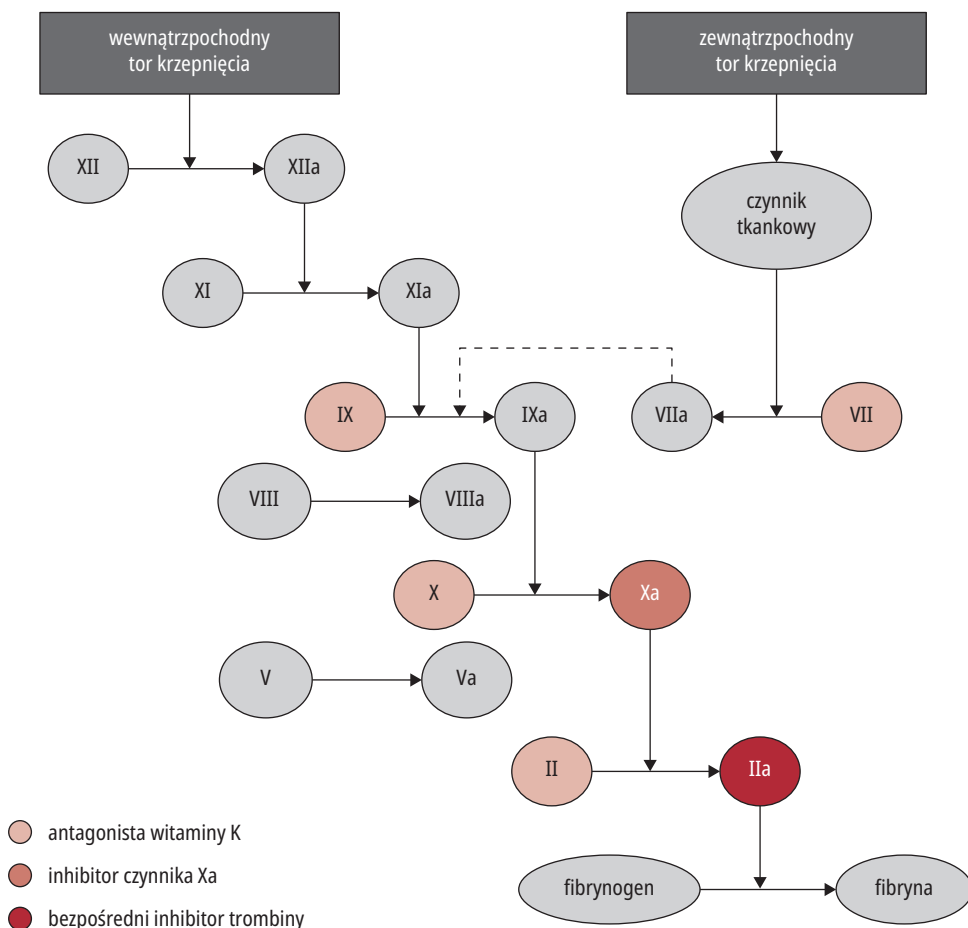 wewnątrzpochodny
tor krzepnięcia
zewnątrzpochodny
tor krzepnięcia
XII
XIIa
czynnik
tkankowy
XI
XIa
IX
IXa
VIIa
VII
VIII
VIIIa
X
Xa
V
Va
II
IIa
antagonista witaminy K
inhibitor czynnika Xa
bezpośredni inhibitor trombiny
fibrynogen
fibryna